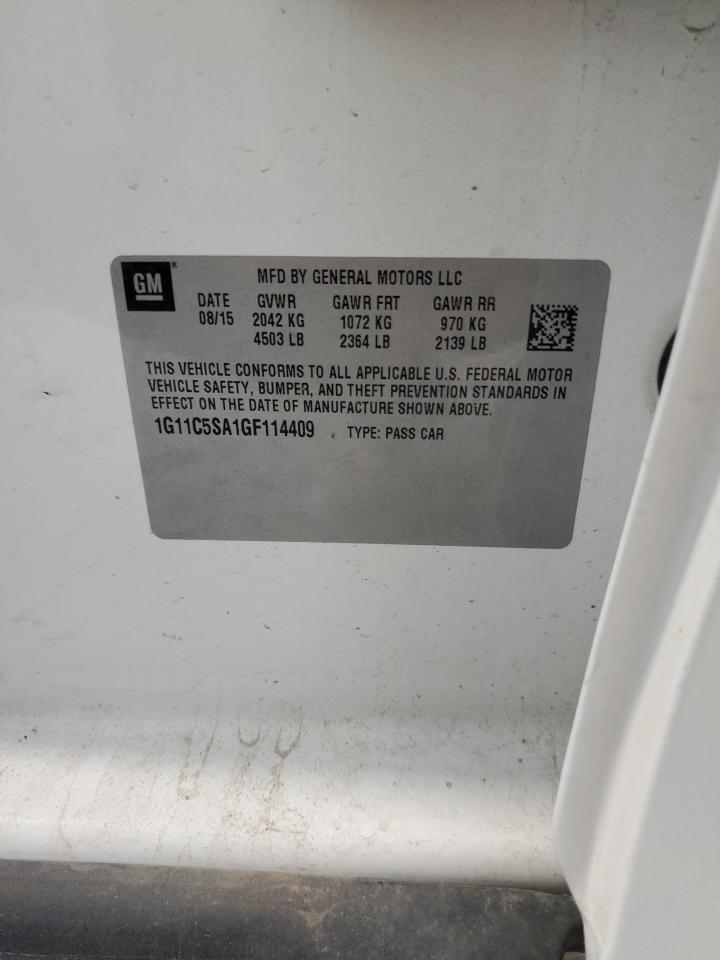 GM ® MFD BY GENERAL MOTORS LLC
DATE GVWR GAWR FRT GAWR RR
08/15 2042 KG 1072 KG 970 KG
4503 LB 2364 LB 2139 LB
THIS VEHICLE CONFORMS TO ALL APPLICABLE U.S. FEDERAL MOTOR
VEHICLE SAFETY, BUMPER, AND THEFT PREVENTION STANDARDS IN
EFFECT ON THE DATE OF MANUFACTURE SHOWN ABOVE.
1G11C5SA1GF114409 TYPE: PASS CAR